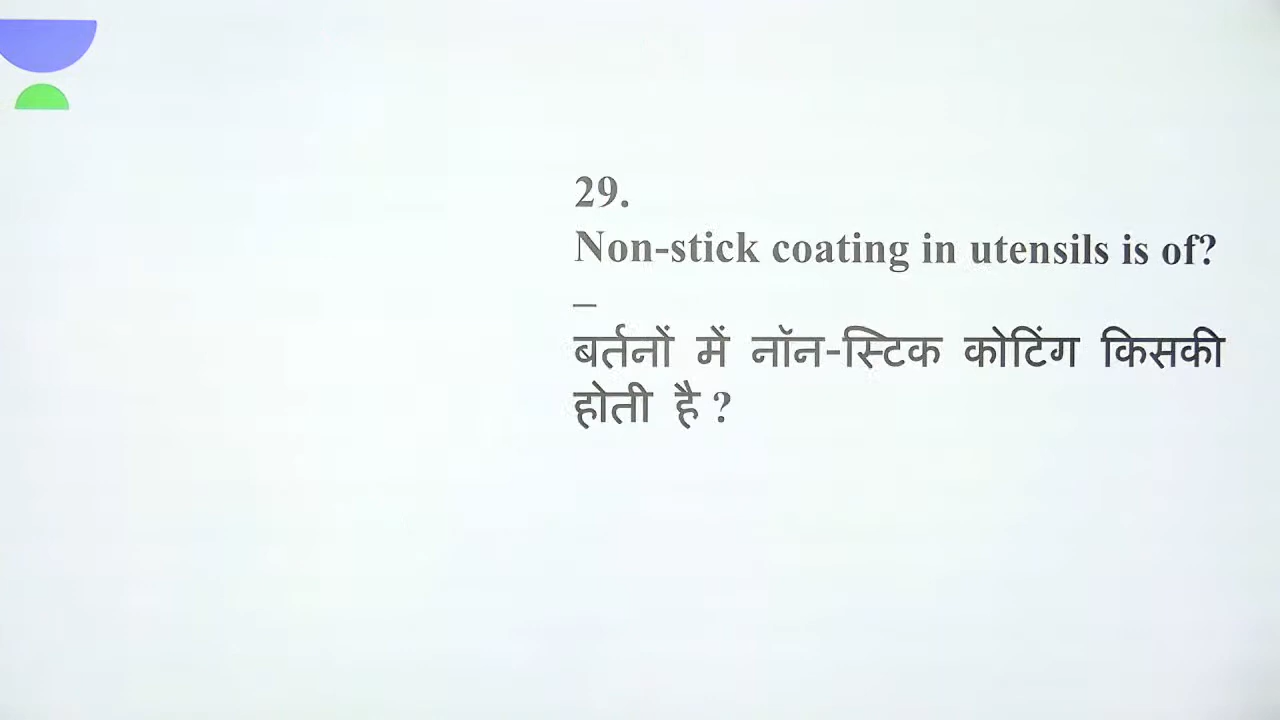 29.
Non-stick coating in utensils is of?
–
बर्तनों में नॉन-स्टिक कोटिंग किसकी
होती है ?